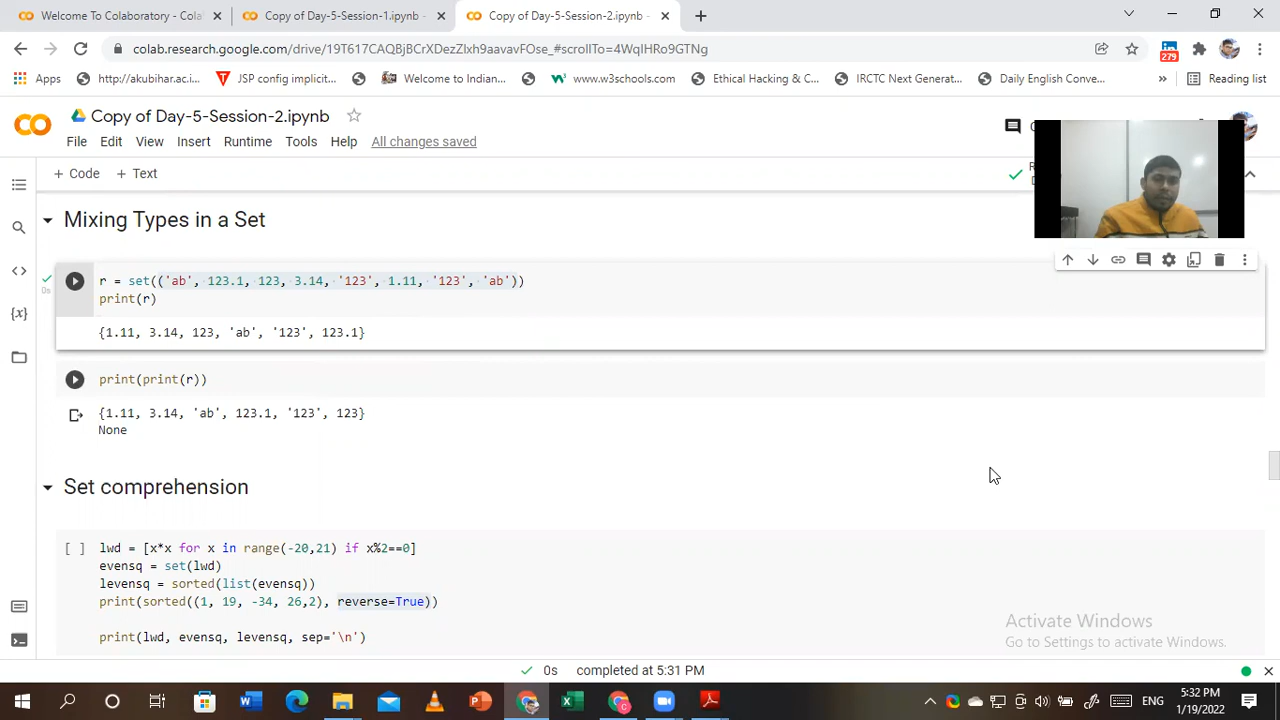 Welcome To Colaboratory - Cola
Copy of Day-5-Session-1.ipynb -
Copy of Day-5-Session-2.ipynb -
colab.research.google.com/drive/19T617CAQBjBCrXDezZlxh9aavavFOse_#scrollTo=4WqIHRo9GTNg
279
Apps
http://akubihar.ac.i...
JSP config implicit...
Welcome to Indian...
www.w3schools.com
Ethical Hacking & C...
IRCTC Next Generat...
Daily English Conve...
»
Reading list
Copy of Day-5-Session-2.ipynb
File Edit View Insert Runtime Tools Help All changes saved
+ Code + Text
Mixing Types in a Set
r = set(('ab', 123.1, 123, 3.14, '123', 1.11, '123', 'ab'))
print(r)
0s
{1.11, 3.14, 123, 'ab', '123', 123.1}
print(print(r))
{1.11, 3.14, 'ab', 123.1, '123', 123}
None
Set comprehension
[ ] lwd = [x*x for x in range(-20,21) if x%2==0]
evensq = set(lwd)
levensq = sorted(list(evensq))
print(sorted((1, 19, -34, 26,2), reverse=True))
print(lwd, evensq, levensq, sep='\n')
Activate Windows
Go to Settings to activate Windows.
0s completed at 5:31 PM
ENG
5:32 PM
1/19/2022